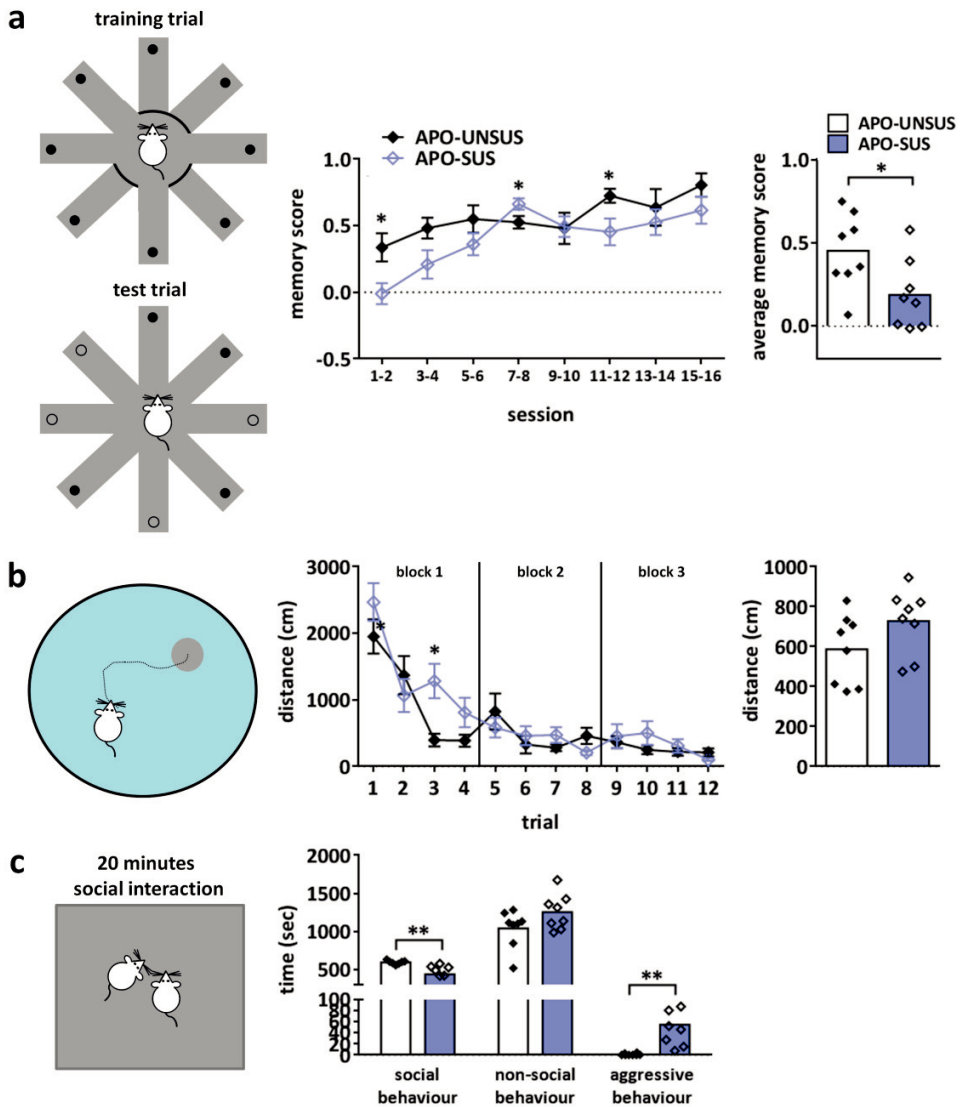 a
training trial
test trial
APO-UNSUS
APO-SUS
memory score
1.0
0.5
0.0
-0.5
*
*
*
1-2 3-4 5-6 7-8 9-10 11-12 13-14 15-16
session
APO-UNSUS
APO-SUS
average memory score
1.0
0.5
0.0
*
b
distance (cm)
3000
2000
1000
0
block 1 block 2 block 3
*
*
1 2 3 4 5 6 7 8 9 10 11 12
trial
distance (cm)
1000
800
600
400
200
0
c
20 minutes
social interaction
time (sec)
2000
1500
1000
500
100
80
60
40
20
0
**
**
social
behaviour
non-social
behaviour
aggressive
behaviour